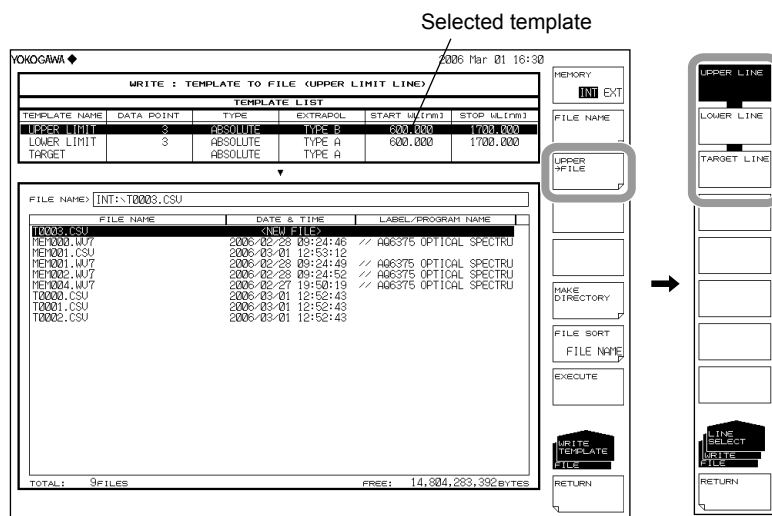 Selected template
YOKOGAWA ◆ 2006 Mar 01 16:30
WRITE : TEMPLATE TO FILE (UPPER LIMIT LINE)
TEMPLATE LIST
TEMPLATE NAME DATA POINT TYPE EXTRAPOL START WL[nm] STOP WL[nm]
UPPER LIMIT 3 ABSOLUTE TYPE B 600.000 1700.000
LOWER LIMIT 3 ABSOLUTE TYPE A 600.000 1700.000
TARGET ABSOLUTE TYPE A
▼
FILE NAME> INT:\T0003.CSV
FILE NAME DATE & TIME LABEL/PROGRAM NAME
T0003.CSV <NEW FILE>
MEM000.WV7 2006/02/28 09:24:46 // AQ6375 OPTICAL SPECTRU
MEM001.CSV 2006/03/01 12:53:12
MEM001.WV7 2006/02/28 09:24:49 // AQ6375 OPTICAL SPECTRU
MEM002.WV7 2006/02/28 09:24:52 // AQ6375 OPTICAL SPECTRU
MEM004.WV7 2006/02/27 19:50:19 // AQ6375 OPTICAL SPECTRU
T0000.CSV 2006/03/01 12:52:43
T0001.CSV 2006/03/01 12:52:43
T0002.CSV 2006/03/01 12:52:43
TOTAL: 9FILES FREE: 14,804,283,392BYTES
MEMORY
INT EXT
FILE NAME
UPPER
→FILE
MAKE
DIRECTORY
FILE SORT
FILE NAME
EXECUTE
WRITE
TEMPLATE
FILE
RETURN
UPPER LINE
LOWER LINE
TARGET LINE
LINE
SELECT
WRITE
FILE
RETURN